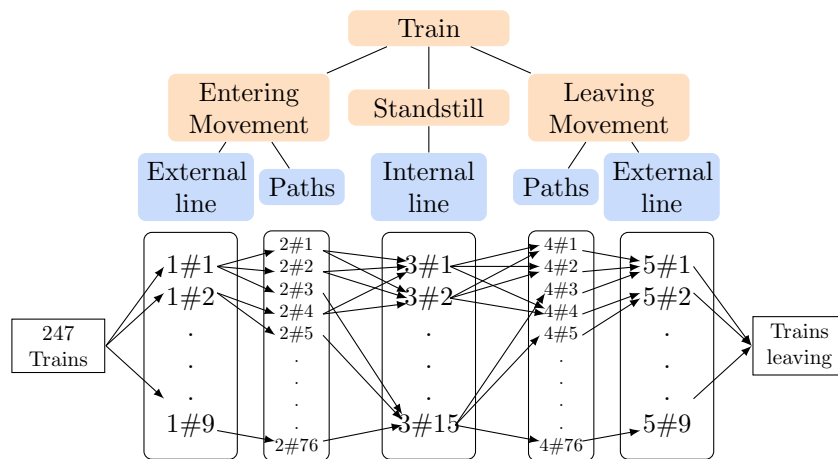 Train
Entering
Movement
Standstill
Leaving
Movement
External
line
Paths
Internal
line
Paths
External
line
247
Trains
1#1
1#2
.
.
.
1#9
2#1
2#2
2#3
2#4
2#5
.
.
.
.
.
2#76
3#1
3#2
.
.
.
3#15
4#1
4#2
4#3
4#4
4#5
.
.
.
.
.
4#76
5#1
5#2
.
.
.
5#9
Trains
leaving